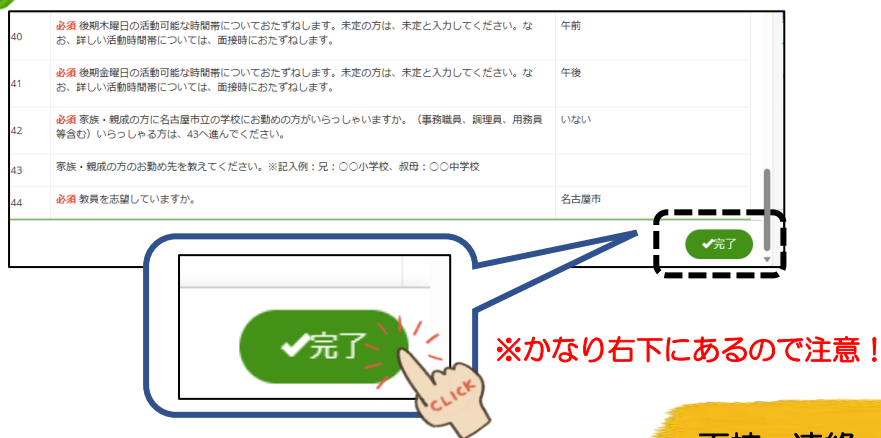 40
必須 後期木曜日の活動可能な時間帯についておたずねします。未定の方は、未定と入力してください。な
お、詳しい活動時間帯については、面接時におたずねします。
午前
41
必須 後期金曜日の活動可能な時間帯についておたずねします。未定の方は、未定と入力してください。な
お、詳しい活動時間帯については、面接時におたずねします。
午後
42
必須 家族・親戚の方に名古屋市立の学校にお勤めの方がいらっしゃいますか。（事務職員、調理員、用務員
等含む）いらっしゃる方は、43へ進んでください。
いない
43
家族・親戚の方のお勤め先を教えてください。※記入例：兄：○○小学校、叔母：○○中学校
44
必須 教員を志望していますか。
名古屋市
✔完了
✔完了
CLICK
※かなり右下にあるので注意！